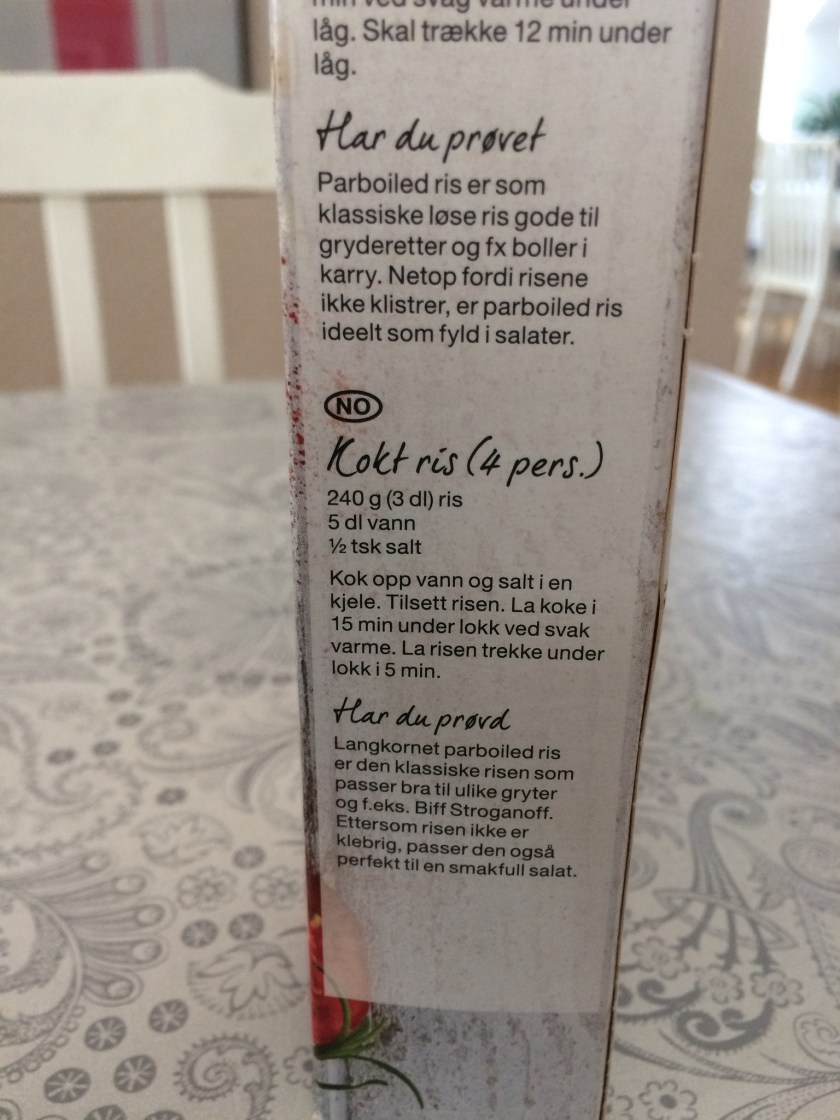 min ved svag varme under
låg. Skal trække 12 min under
låg.
Har du prøvet
Parboiled ris er som
klassiske løse ris gode til
gryderetter og fx boller i
karry. Netop fordi risene
ikke klistrer, er parboiled ris
ideelt som fyld i salater.
NO
Kokt ris (4 pers.)
240 g (3 dl) ris
5 dl vann
½ tsk salt
Kok opp vann og salt i en
kjele. Tilsett risen. La koke i
15 min under lokk ved svak
varme. La risen trekke under
lokk i 5 min.
Har du prøvd
Langkornet parboiled ris
er den klassiske risen som
passer bra til ulike gryter
og f.eks. Biff Stroganoff.
Ettersom risen ikke er
klebrig, passer den også
perfekt til en smakfull salat.